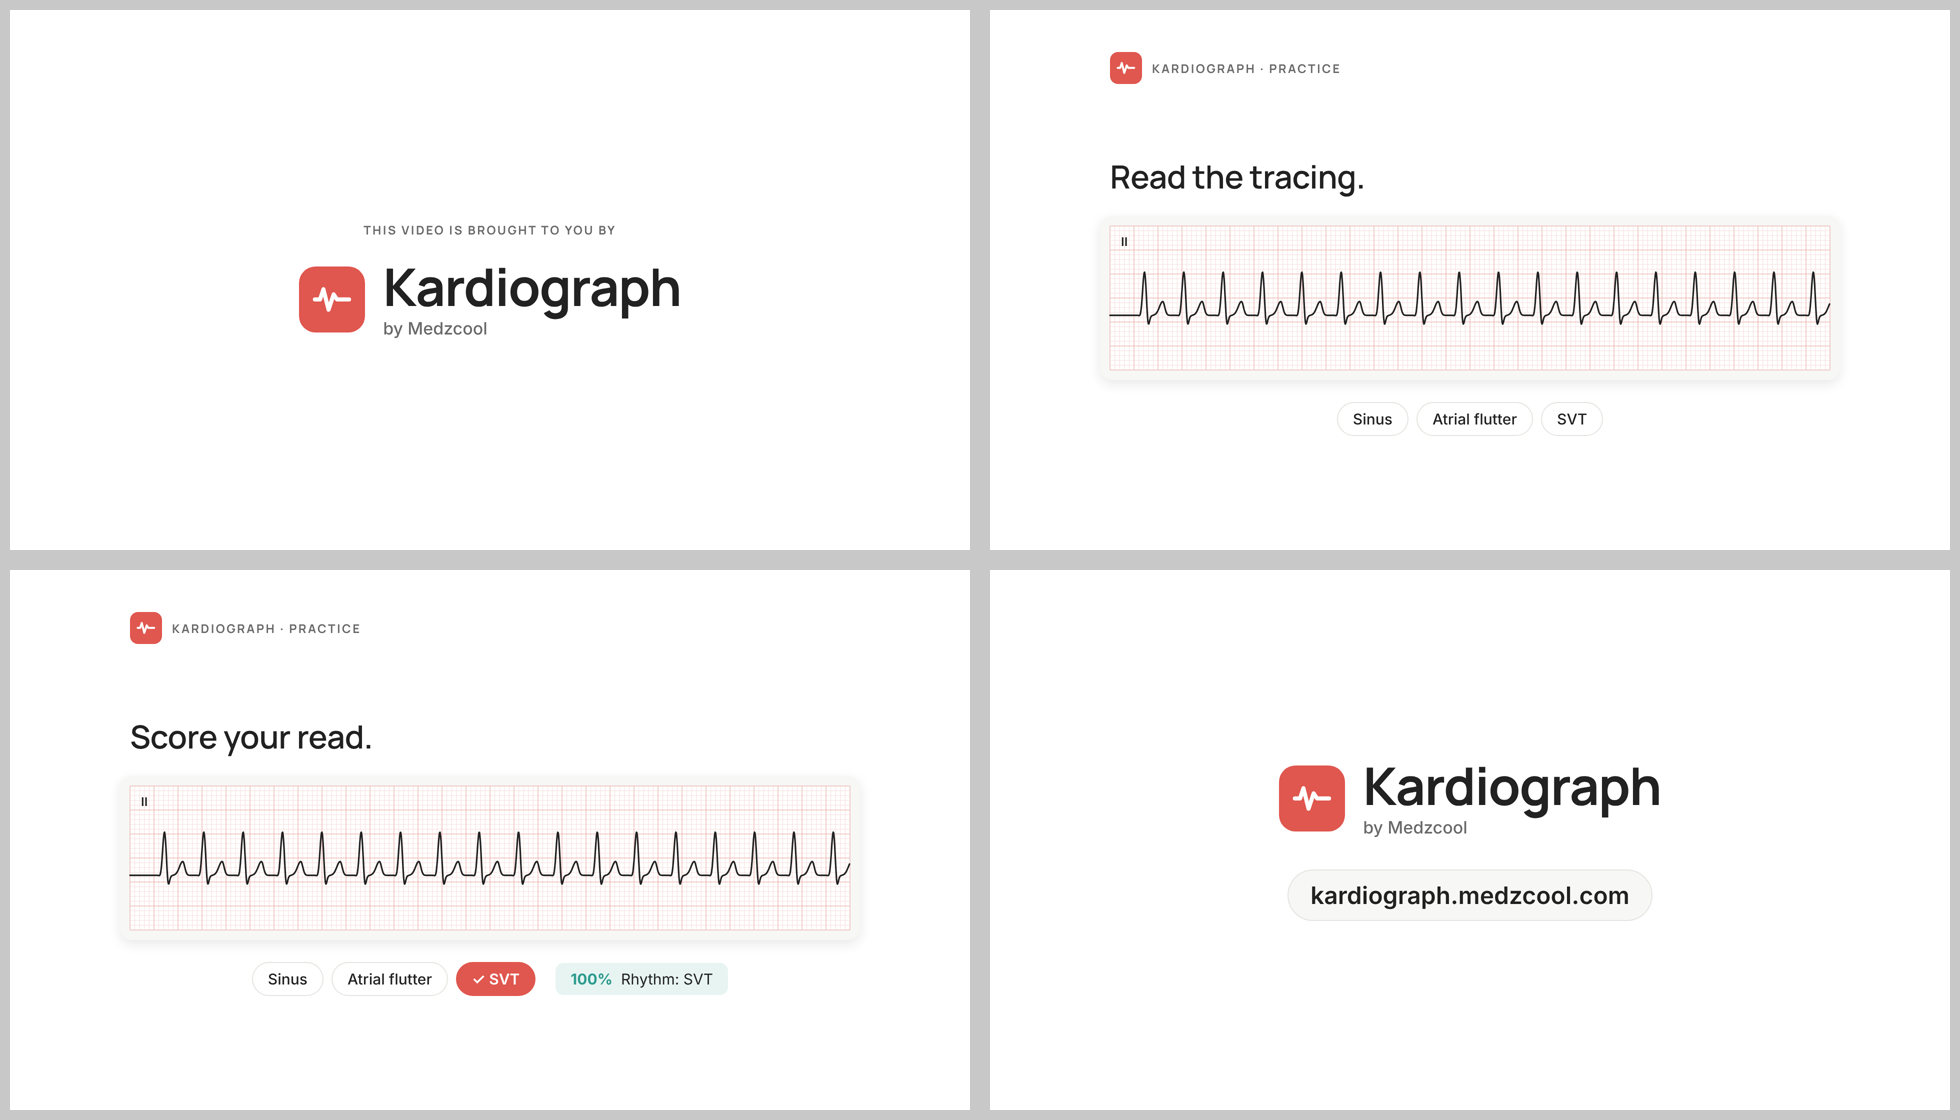 THIS VIDEO IS BROUGHT TO YOU BY
Kardiograph
by Medzcool
KARDIOGRAPH · PRACTICE
Read the tracing.
II
Sinus
Atrial flutter
SVT
KARDIOGRAPH · PRACTICE
Score your read.
II
Sinus
Atrial flutter
✓ SVT
100% Rhythm: SVT
Kardiograph
by Medzcool
kardiograph.medzcool.com